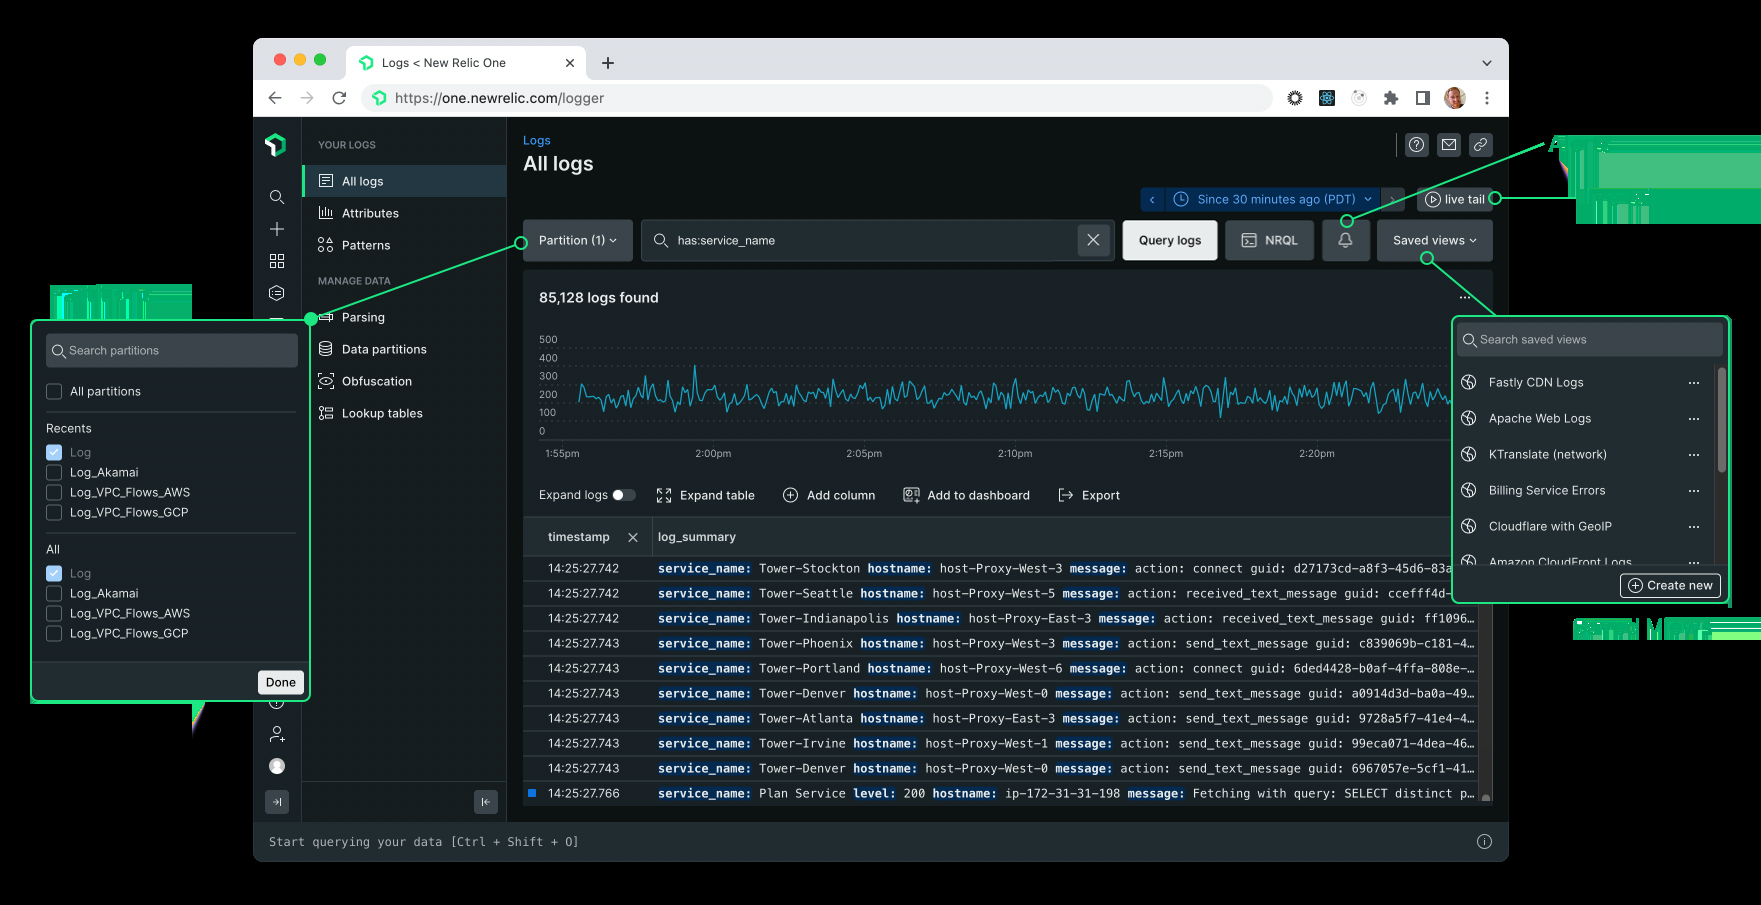 Logs < New Relic One
https://one.newrelic.com/logger
YOUR LOGS
All logs
Attributes
Patterns
MANAGE DATA
Parsing
Data partitions
Obfuscation
Lookup tables
Logs
All logs
Since 30 minutes ago (PDT)
live tail
Partition (1)
has:service_name
Query logs
NRQL
Saved views
85,128 logs found
500
400
300
200
100
0
1:55pm 2:00pm 2:05pm 2:10pm 2:15pm 2:20pm
Expand logs Expand table Add column Add to dashboard Export
timestamp log_summary
14:25:27.742 service_name: Tower-Stockton hostname: host-Proxy-West-3 message: action: connect guid: d27173cd-a8f3-45d6-83a
14:25:27.742 service_name: Tower-Seattle hostname: host-Proxy-West-5 message: action: received_text_message guid: ccefff4d-
14:25:27.742 service_name: Tower-Indianapolis hostname: host-Proxy-East-3 message: action: received_text_message guid: ff1096…
14:25:27.743 service_name: Tower-Phoenix hostname: host-Proxy-West-3 message: action: send_text_message guid: c839069b-c181-4…
14:25:27.743 service_name: Tower-Portland hostname: host-Proxy-West-6 message: action: connect guid: 6ded4428-b0af-4ffa-808e-…
14:25:27.743 service_name: Tower-Denver hostname: host-Proxy-West-0 message: action: send_text_message guid: a0914d3d-ba0a-49…
14:25:27.743 service_name: Tower-Atlanta hostname: host-Proxy-East-3 message: action: send_text_message guid: 9728a5f7-41e4-4…
14:25:27.743 service_name: Tower-Irvine hostname: host-Proxy-West-1 message: action: send_text_message guid: 99eca071-4dea-46…
14:25:27.743 service_name: Tower-Denver hostname: host-Proxy-West-0 message: action: send_text_message guid: 6967057e-5cf1-41…
14:25:27.766 service_name: Plan Service level: 200 hostname: ip-172-31-31-198 message: Fetching with query: SELECT distinct p…
Start querying your data [Ctrl + Shift + O]
Search partitions
All partitions
Recents
Log
Log_Akamai
Log_VPC_Flows_AWS
Log_VPC_Flows_GCP
All
Log
Log_Akamai
Log_VPC_Flows_AWS
Log_VPC_Flows_GCP
Done
Search saved views
Fastly CDN Logs
Apache Web Logs
KTranslate (network)
Billing Service Errors
Cloudflare with GeoIP
Amazon CloudFront Logs
Create new